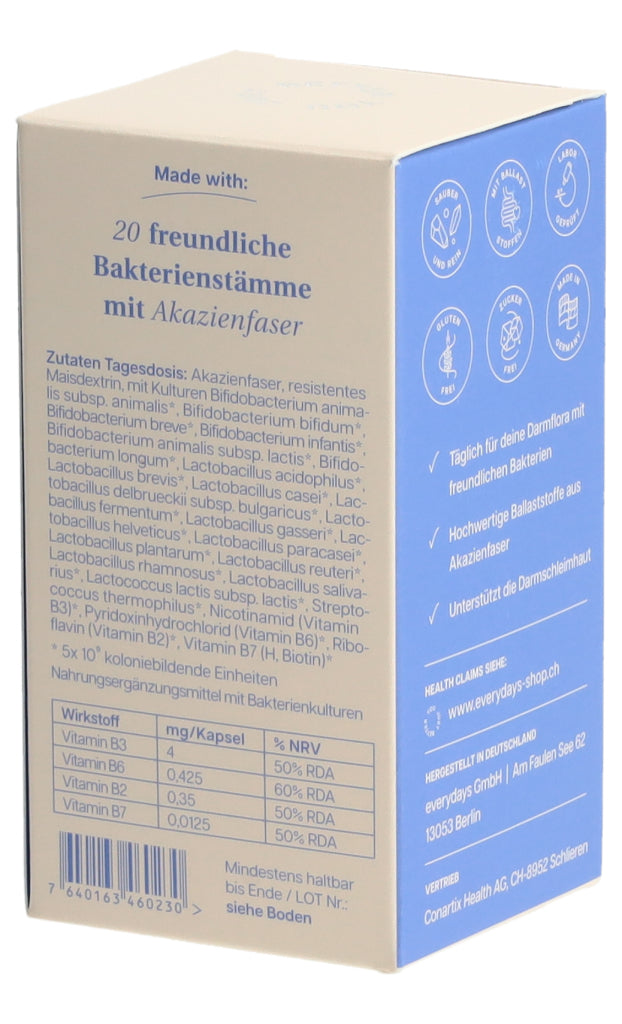 Made with:
20 freundliche
Bakterienstämme
mit Akazienfaser
Zutaten Tagesdosis: Akazienfaser, resistentes
Maisdextrin, mit Kulturen Bifidobacterium anima-
lis subsp. animalis*, Bifidobacterium bifidum*,
Bifidobacterium breve*, Bifidobacterium infantis*,
Bifidobacterium animalis subsp. lactis*, Bifido-
bacterium longum*, Lactobacillus acidophilus*,
Lactobacillus brevis*, Lactobacillus casei*, Lac-
tobacillus delbrueckii subsp. bulgaricus*, Lacto-
bacillus fermentum*, Lactobacillus gasseri*, Lac-
tobacillus helveticus*, Lactobacillus paracasei*,
Lactobacillus plantarum*, Lactobacillus reuteri*,
Lactobacillus rhamnosus*, Lactobacillus saliva-
rius*, Lactococcus lactis subsp. lactis*, Strepto-
coccus thermophilus*, Nicotinamid (Vitamin
B3)*, Pyridoxinhydrochlorid (Vitamin B6)*, Ribo-
flavin (Vitamin B2)*, Vitamin B7 (H, Biotin)*
* 5x 10⁹ koloniebildende Einheiten
Nahrungsergänzungsmittel mit Bakterienkulturen
Wirkstoff mg/Kapsel % NRV
Vitamin B3 4 50% RDA
Vitamin B6 0,425 60% RDA
Vitamin B2 0,35 50% RDA
Vitamin B7 0,0125 50% RDA
7 640163 460230 >
Mindestens haltbar
bis Ende / LOT Nr.:
siehe Boden
SAUBER
UND REIN
MIT BALLAST
STOFFEN
LABOR
GEPRÜFT
GLUTEN
FREI
ZUCKER
FREI
MADE IN
GERMANY
✓ Täglich für deine Darmflora mit
freundlichen Bakterien
✓ Hochwertige Ballaststoffe aus
Akazienfaser
✓ Unterstützt die Darmschleimhaut
HEALTH CLAIMS SIEHE:
www.everydays-shop.ch
HERGESTELLT IN DEUTSCHLAND
everydays GmbH | Am Faulen See 62
13053 Berlin
VERTRIEB
Conartix Health AG, CH-8952 Schlieren